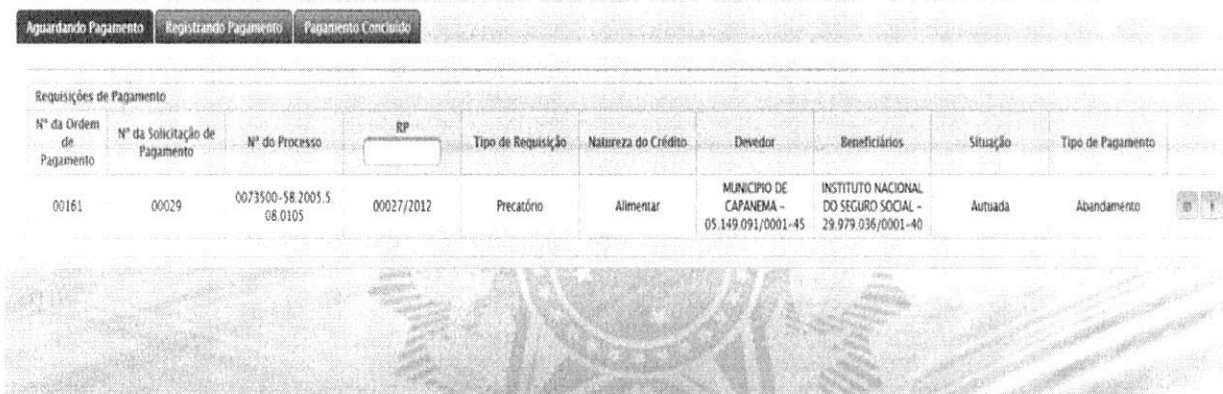 Aguardando Pagamento Registrando Pagamento Pagamento Concluído
Requisições de Pagamento
N° da Ordem de Pagamento N° da Solicitação de Pagamento N° do Processo RP Tipo de Requisição Natureza do Crédito Devedor Beneficiários Situação Tipo de Pagamento
00161 00029 0073500-58.2005.5.08.0105 00027/2012 Precatório Alimentar MUNICIPIO DE CAPANEMA - 05.149.091/0001-45 INSTITUTO NACIONAL DO SEGURO SOCIAL - 29.979.036/0001-40 Autuada Abandamento